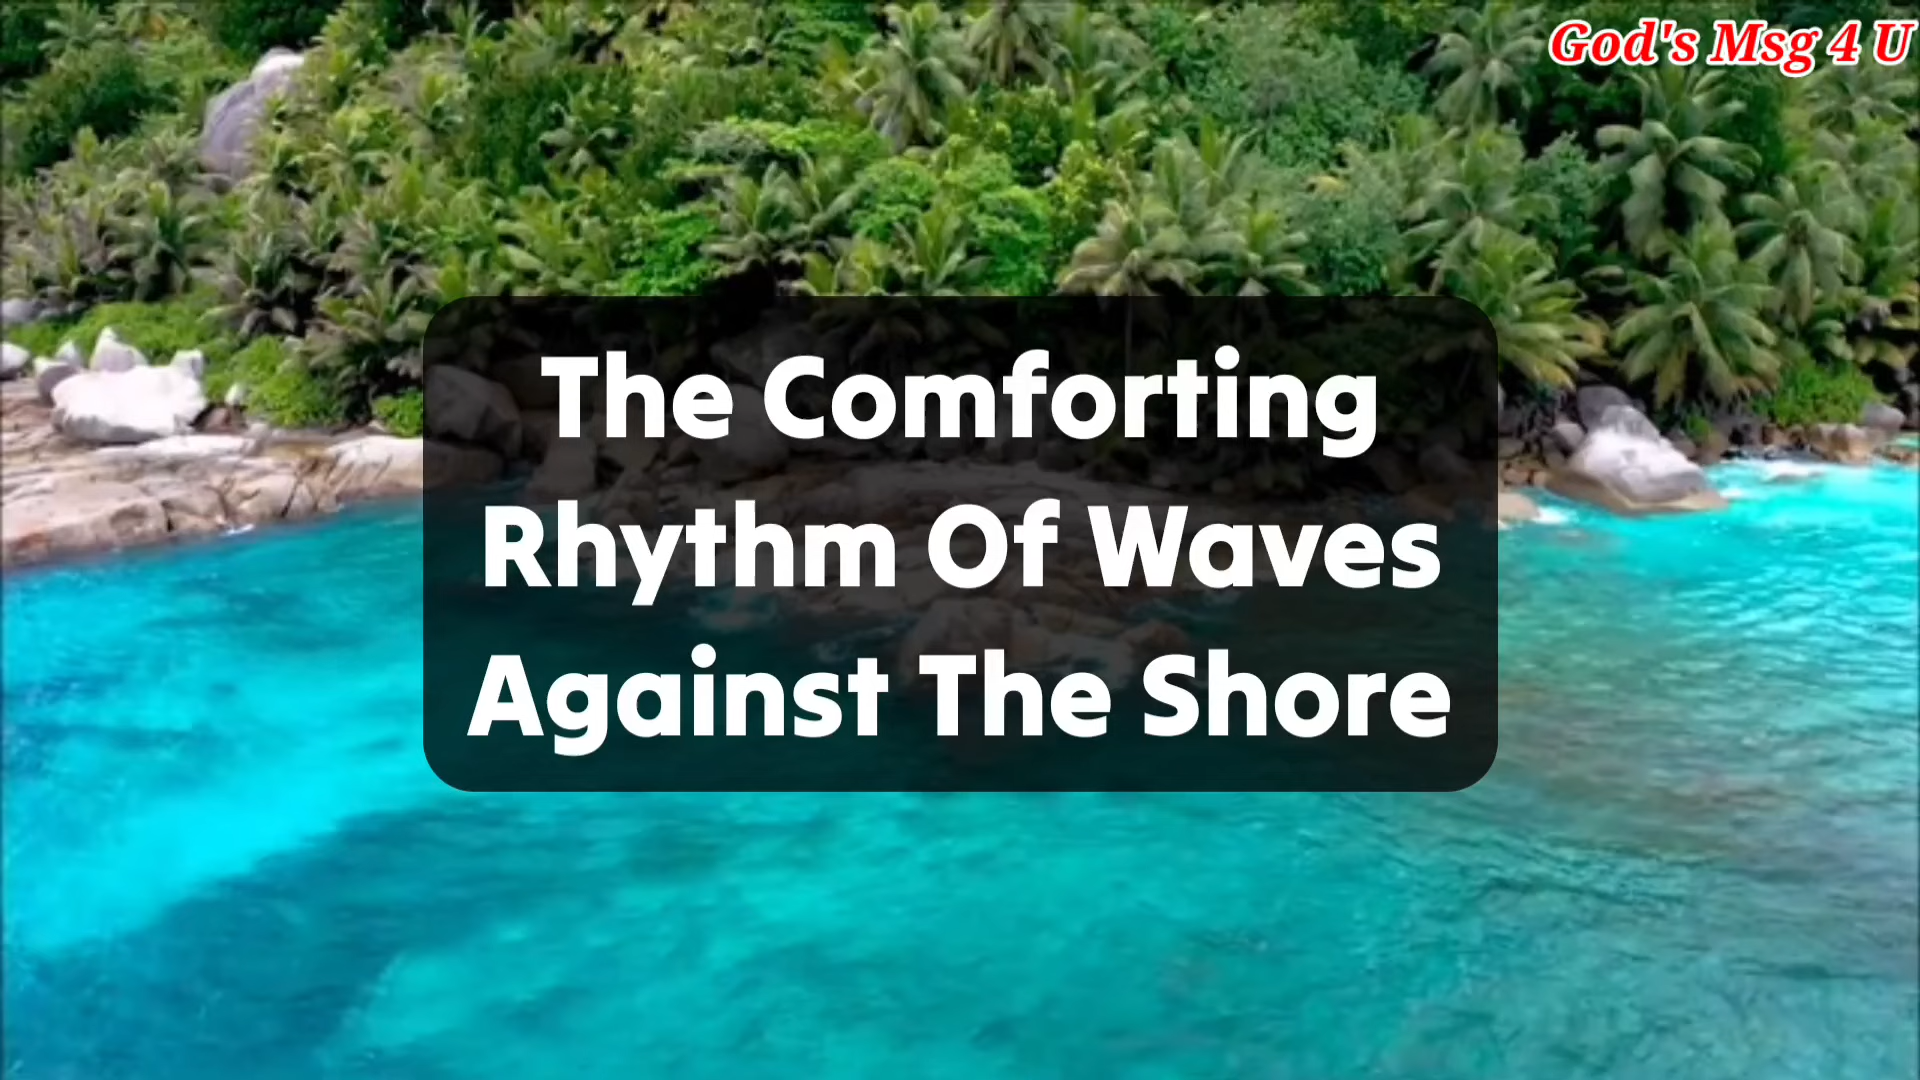 God's Msg 4 U
The Comforting
Rhythm Of Waves
Against The Shore